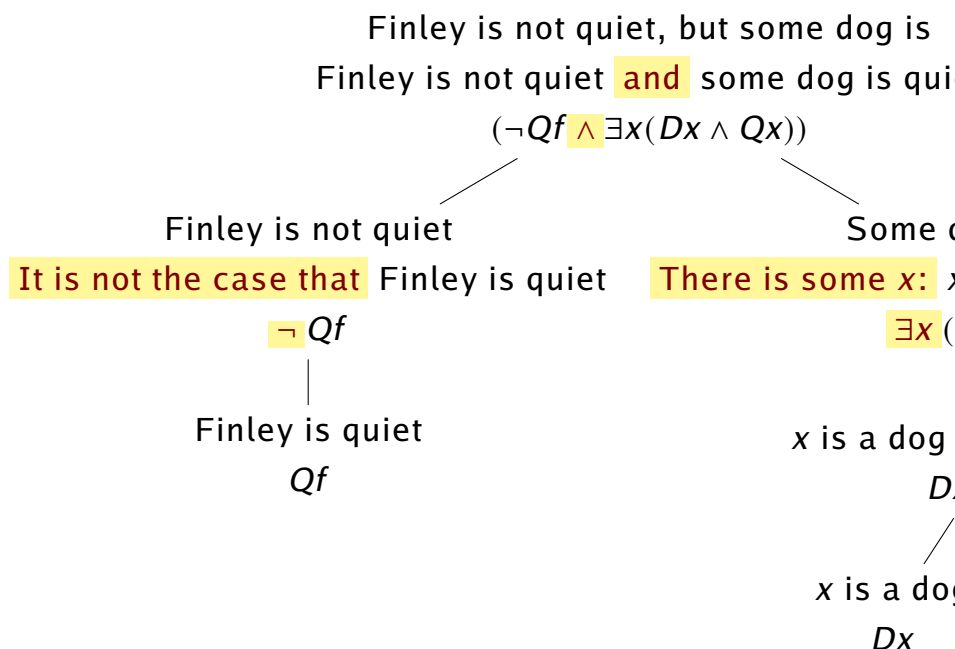 Finley is not quiet, but some dog is
Finley is not quiet and some dog is
(¬Qf ∧ ∃x(Dx ∧ Qx))
Finley is not quiet
Some
It is not the case that Finley is quiet
There is some x: x
¬ Qf
∃x (
Finley is quiet
Qf
x is a dog
x is a
Dx